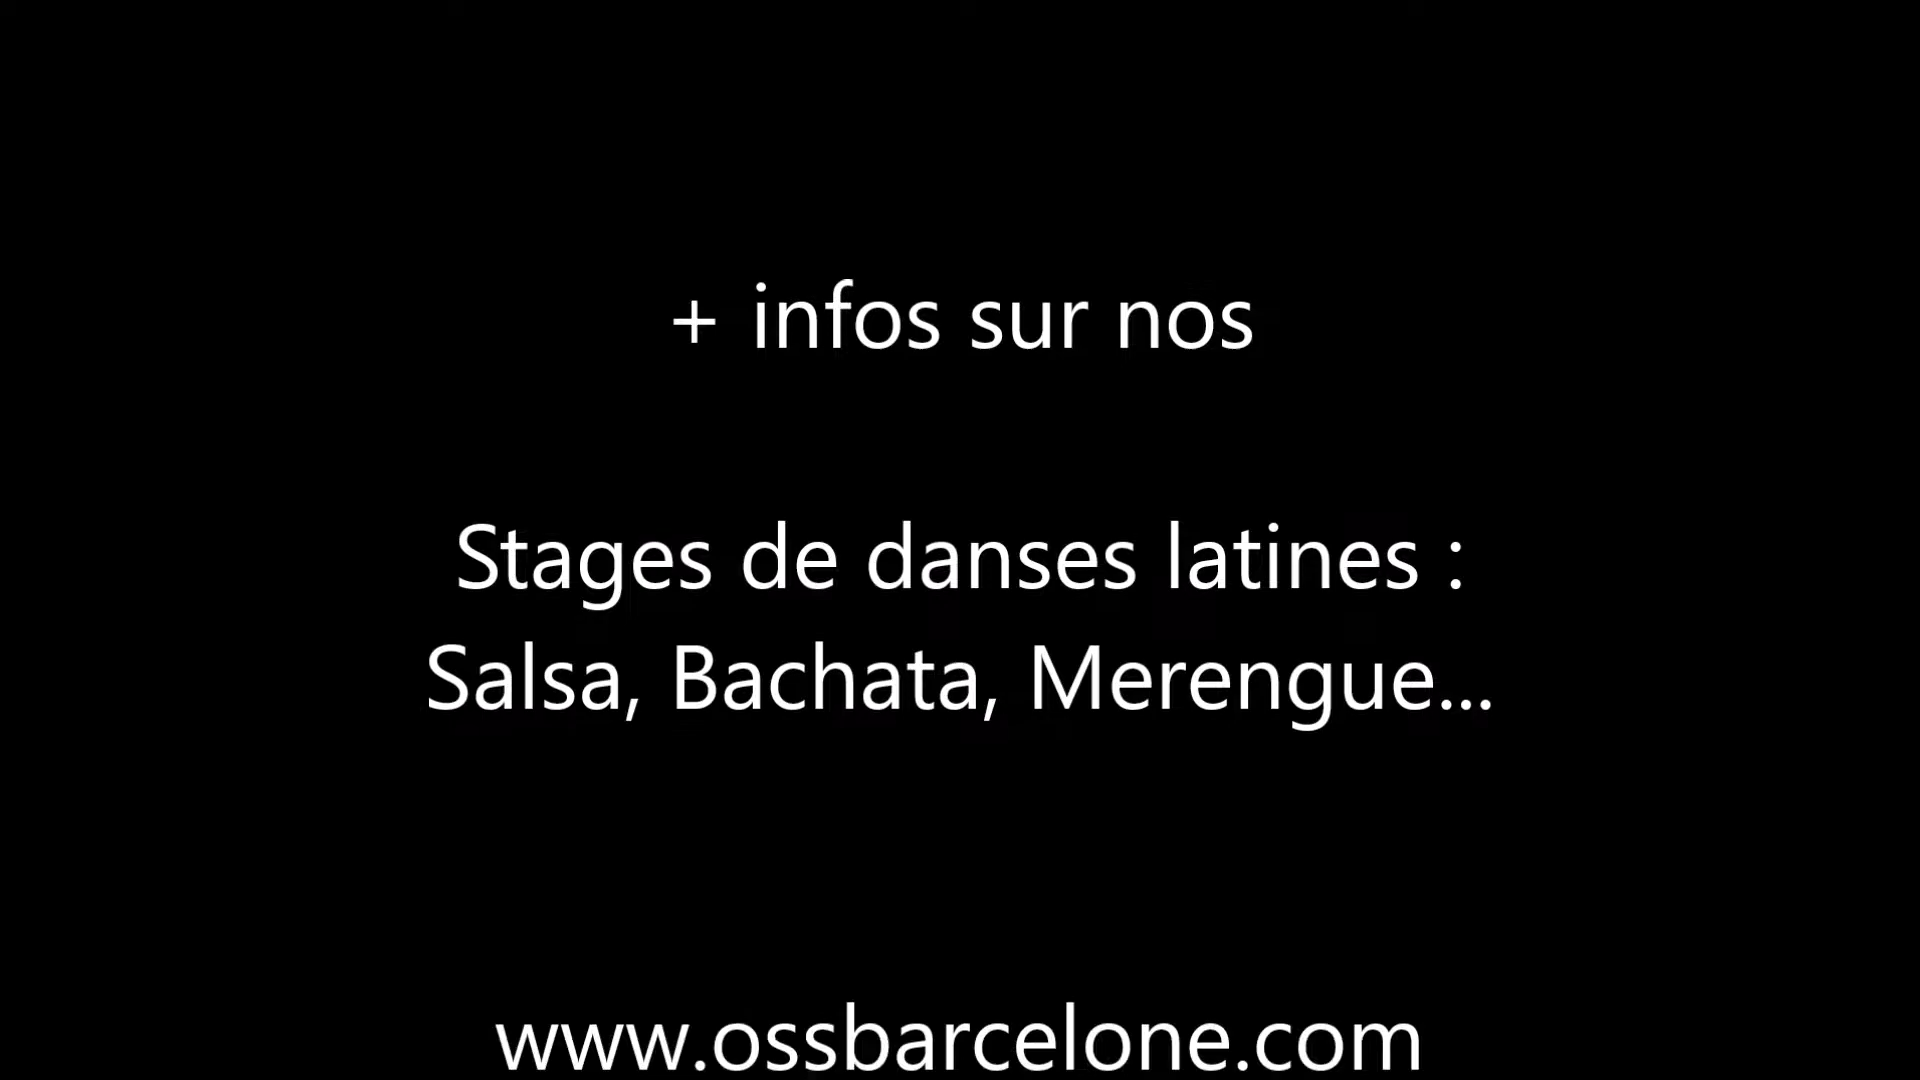 + infos sur nos
Stages de danses latines :
Salsa, Bachata, Merengue...
www.ossbarcelone.com